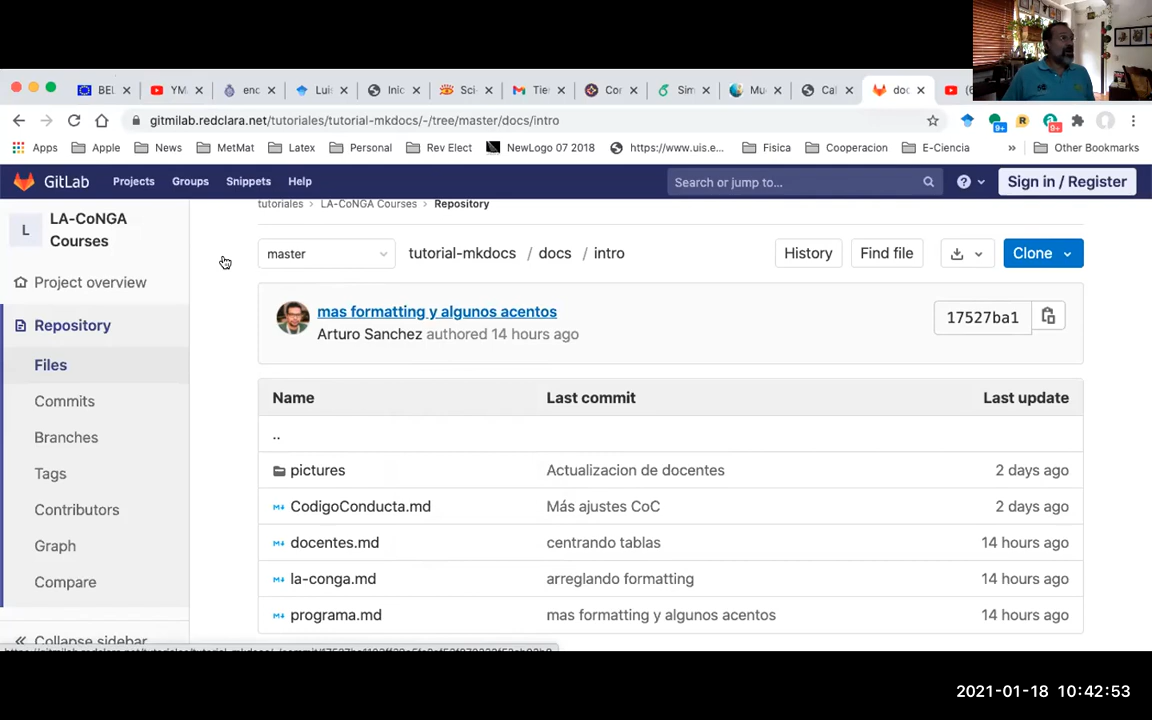 BEL
YM
enc
Luis
Inic
Sci
Tie
Cor
Sim
Mu
Cal
doc
gitmilab.redclara.net/tutoriales/tutorial-mkdocs/-/tree/master/docs/intro
9+
R
9+
Apps
Apple
News
MetMat
Latex
Personal
Rev Elect
NewLogo 07 2018
https://www.uis.e...
Fisica
Cooperacion
E-Ciencia
»
Other Bookmarks
GitLab
Projects
Groups
Snippets
Help
Search or jump to...
Sign in / Register
tutoriales > LA-CoNGA Courses > Repository
L
LA-CoNGA
Courses
Project overview
Repository
Files
Commits
Branches
Tags
Contributors
Graph
Compare
« Collapse sidebar
master
tutorial-mkdocs / docs / intro
History
Find file
Clone
mas formatting y algunos acentos
Arturo Sanchez authored 14 hours ago
17527ba1
Name Last commit Last update
..
pictures Actualizacion de docentes 2 days ago
CodigoConducta.md Más ajustes CoC 2 days ago
docentes.md centrando tablas 14 hours ago
la-conga.md arreglando formatting 14 hours ago
programa.md mas formatting y algunos acentos 14 hours ago
2021-01-18 10:42:53